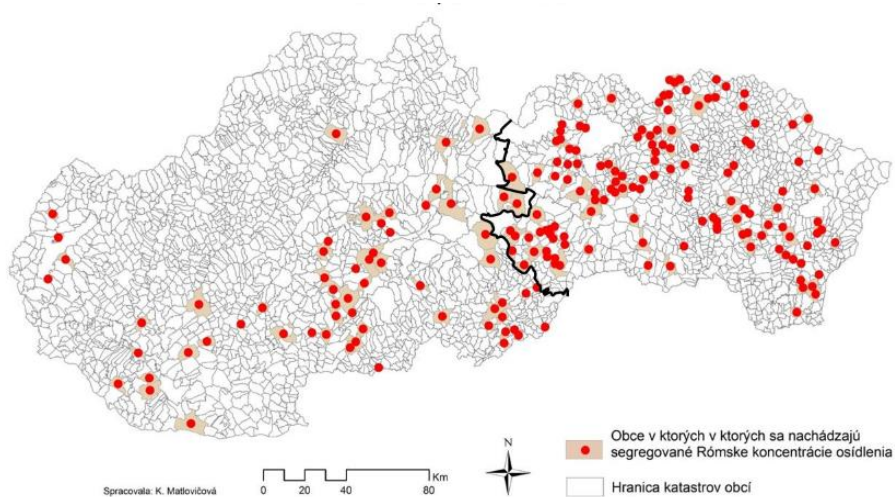 N
Km
0 20 40 80
Spracovala: K. Matlovičová
Obce v ktorých v ktorých sa nachádzajú
segregované Rómske koncentrácie osídlenia
Hranica katastrov obcí